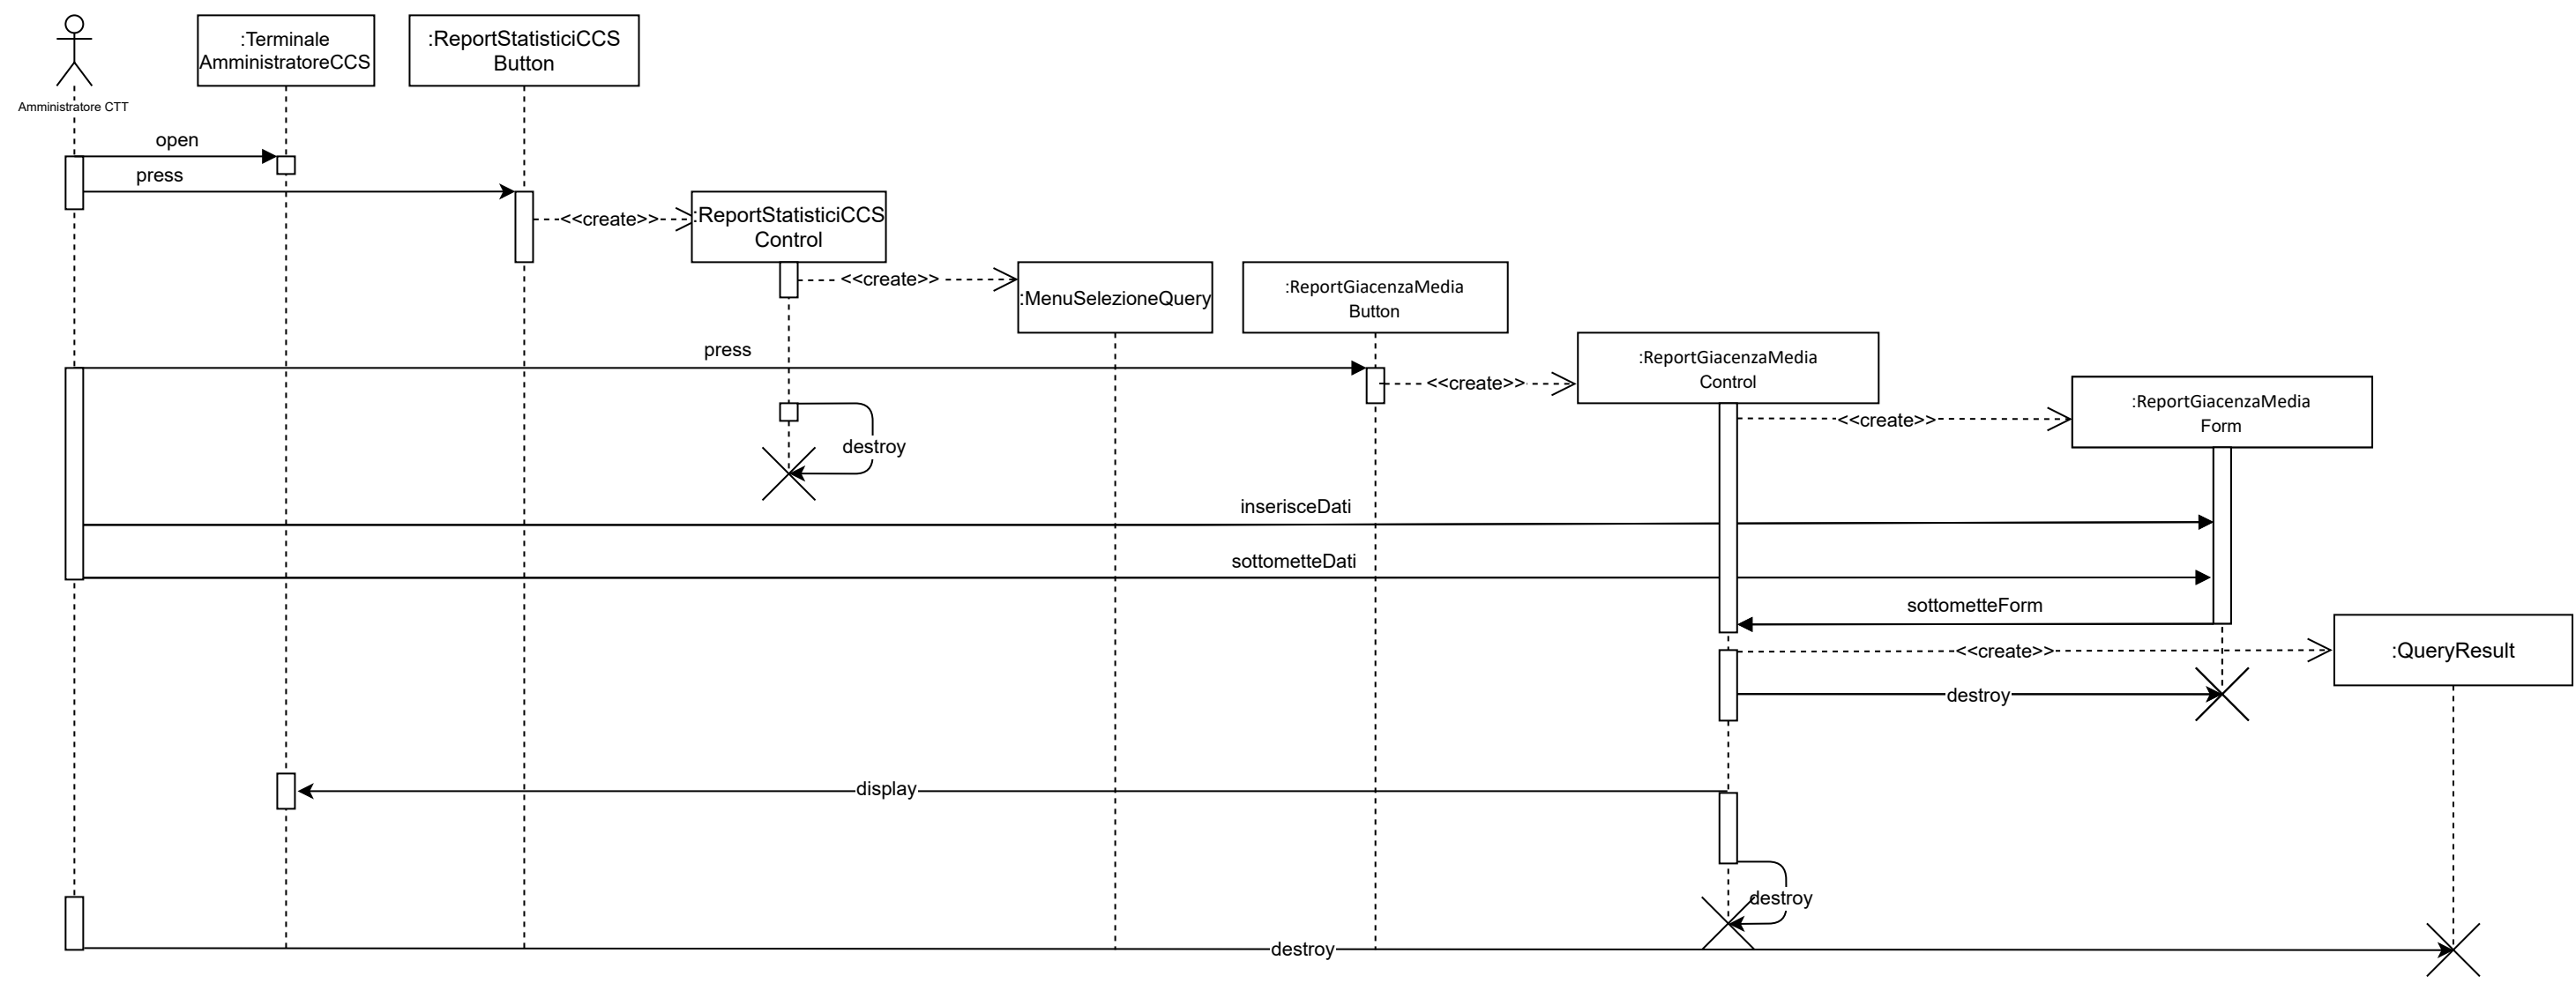 :Terminale
AmministratoreCCS
:ReportStatisticiCCS
Button
Amministratore CTT
open
press
<<create>>
:ReportStatisticiCCS
Control
<<create>>
:MenuSelezioneQuery
:ReportGiacenzaMedia
Button
press
<<create>>
:ReportGiacenzaMedia
Control
<<create>>
:ReportGiacenzaMedia
Form
destroy
inserisceDati
sottometteDati
sottometteForm
<<create>>
:QueryResult
destroy
display
destroy
destroy